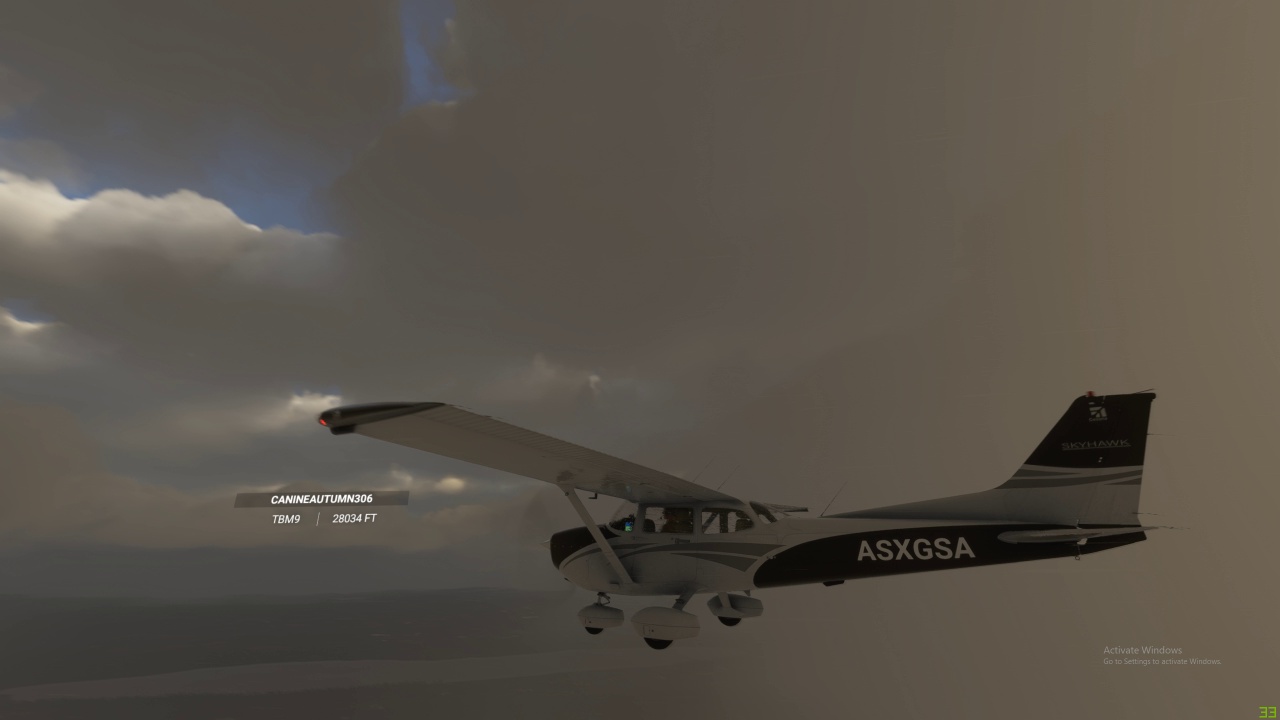 SKYHAWK
CANINEAUTUMN306
TBM9 | 28034 FT
ASXGSA
Activate Windows
Go to Settings to activate Windows.
33